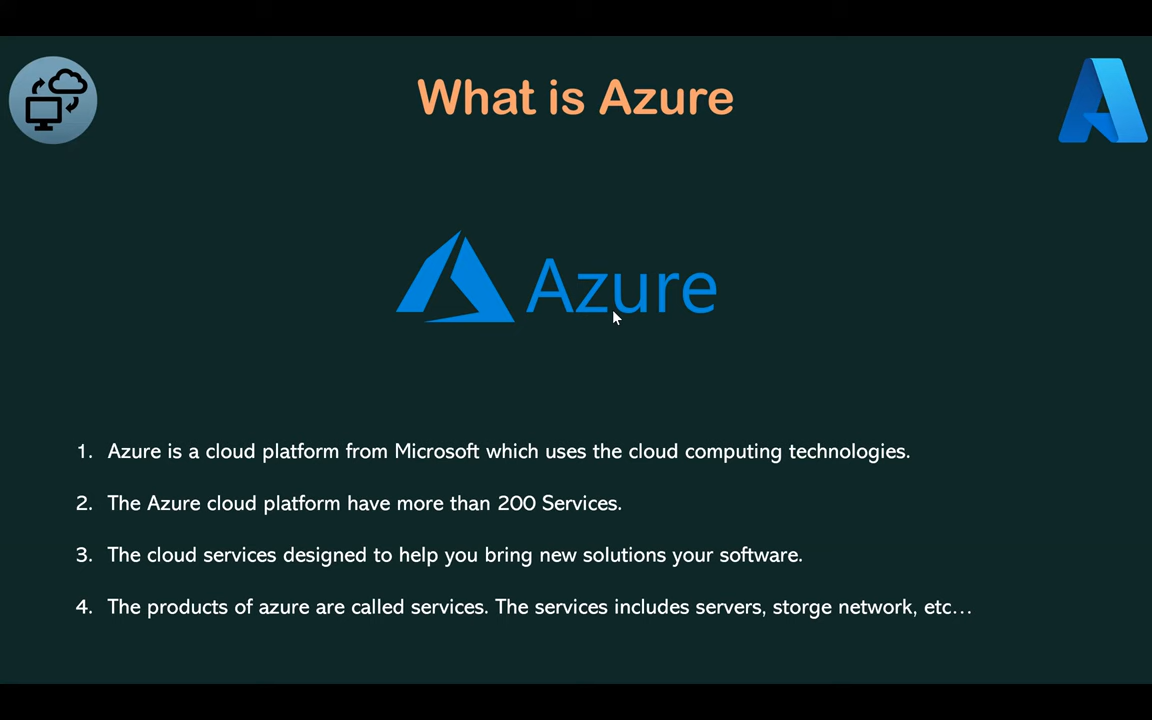 What is Azure
Azure
1. Azure is a cloud platform from Microsoft which uses the cloud computing technologies.
2. The Azure cloud platform have more than 200 Services.
3. The cloud services designed to help you bring new solutions your software.
4. The products of azure are called services. The services includes servers, storge network, etc…